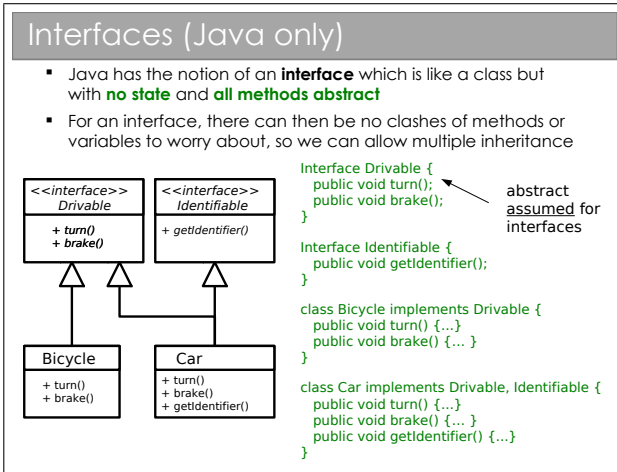 Interfaces (Java only)
▪ Java has the notion of an interface which is like a class but
with no state and all methods abstract
▪ For an interface, there can then be no clashes of methods or
variables to worry about, so we can allow multiple inheritance
<<interface>>
Drivable
+ turn()
+ brake()
<<interface>>
Identifiable
+ getIdentifier()
Bicycle
+ turn()
+ brake()
Car
+ turn()
+ brake()
+ getIdentifier()
Interface Drivable {
public void turn();
public void brake();
}
abstract
assumed for
interfaces
Interface Identifiable {
public void getIdentifier();
}
class Bicycle implements Drivable {
public void turn() {...}
public void brake() {... }
}
class Car implements Drivable, Identifiable {
public void turn() {...}
public void brake() {... }
public void getIdentifier() {...}
}